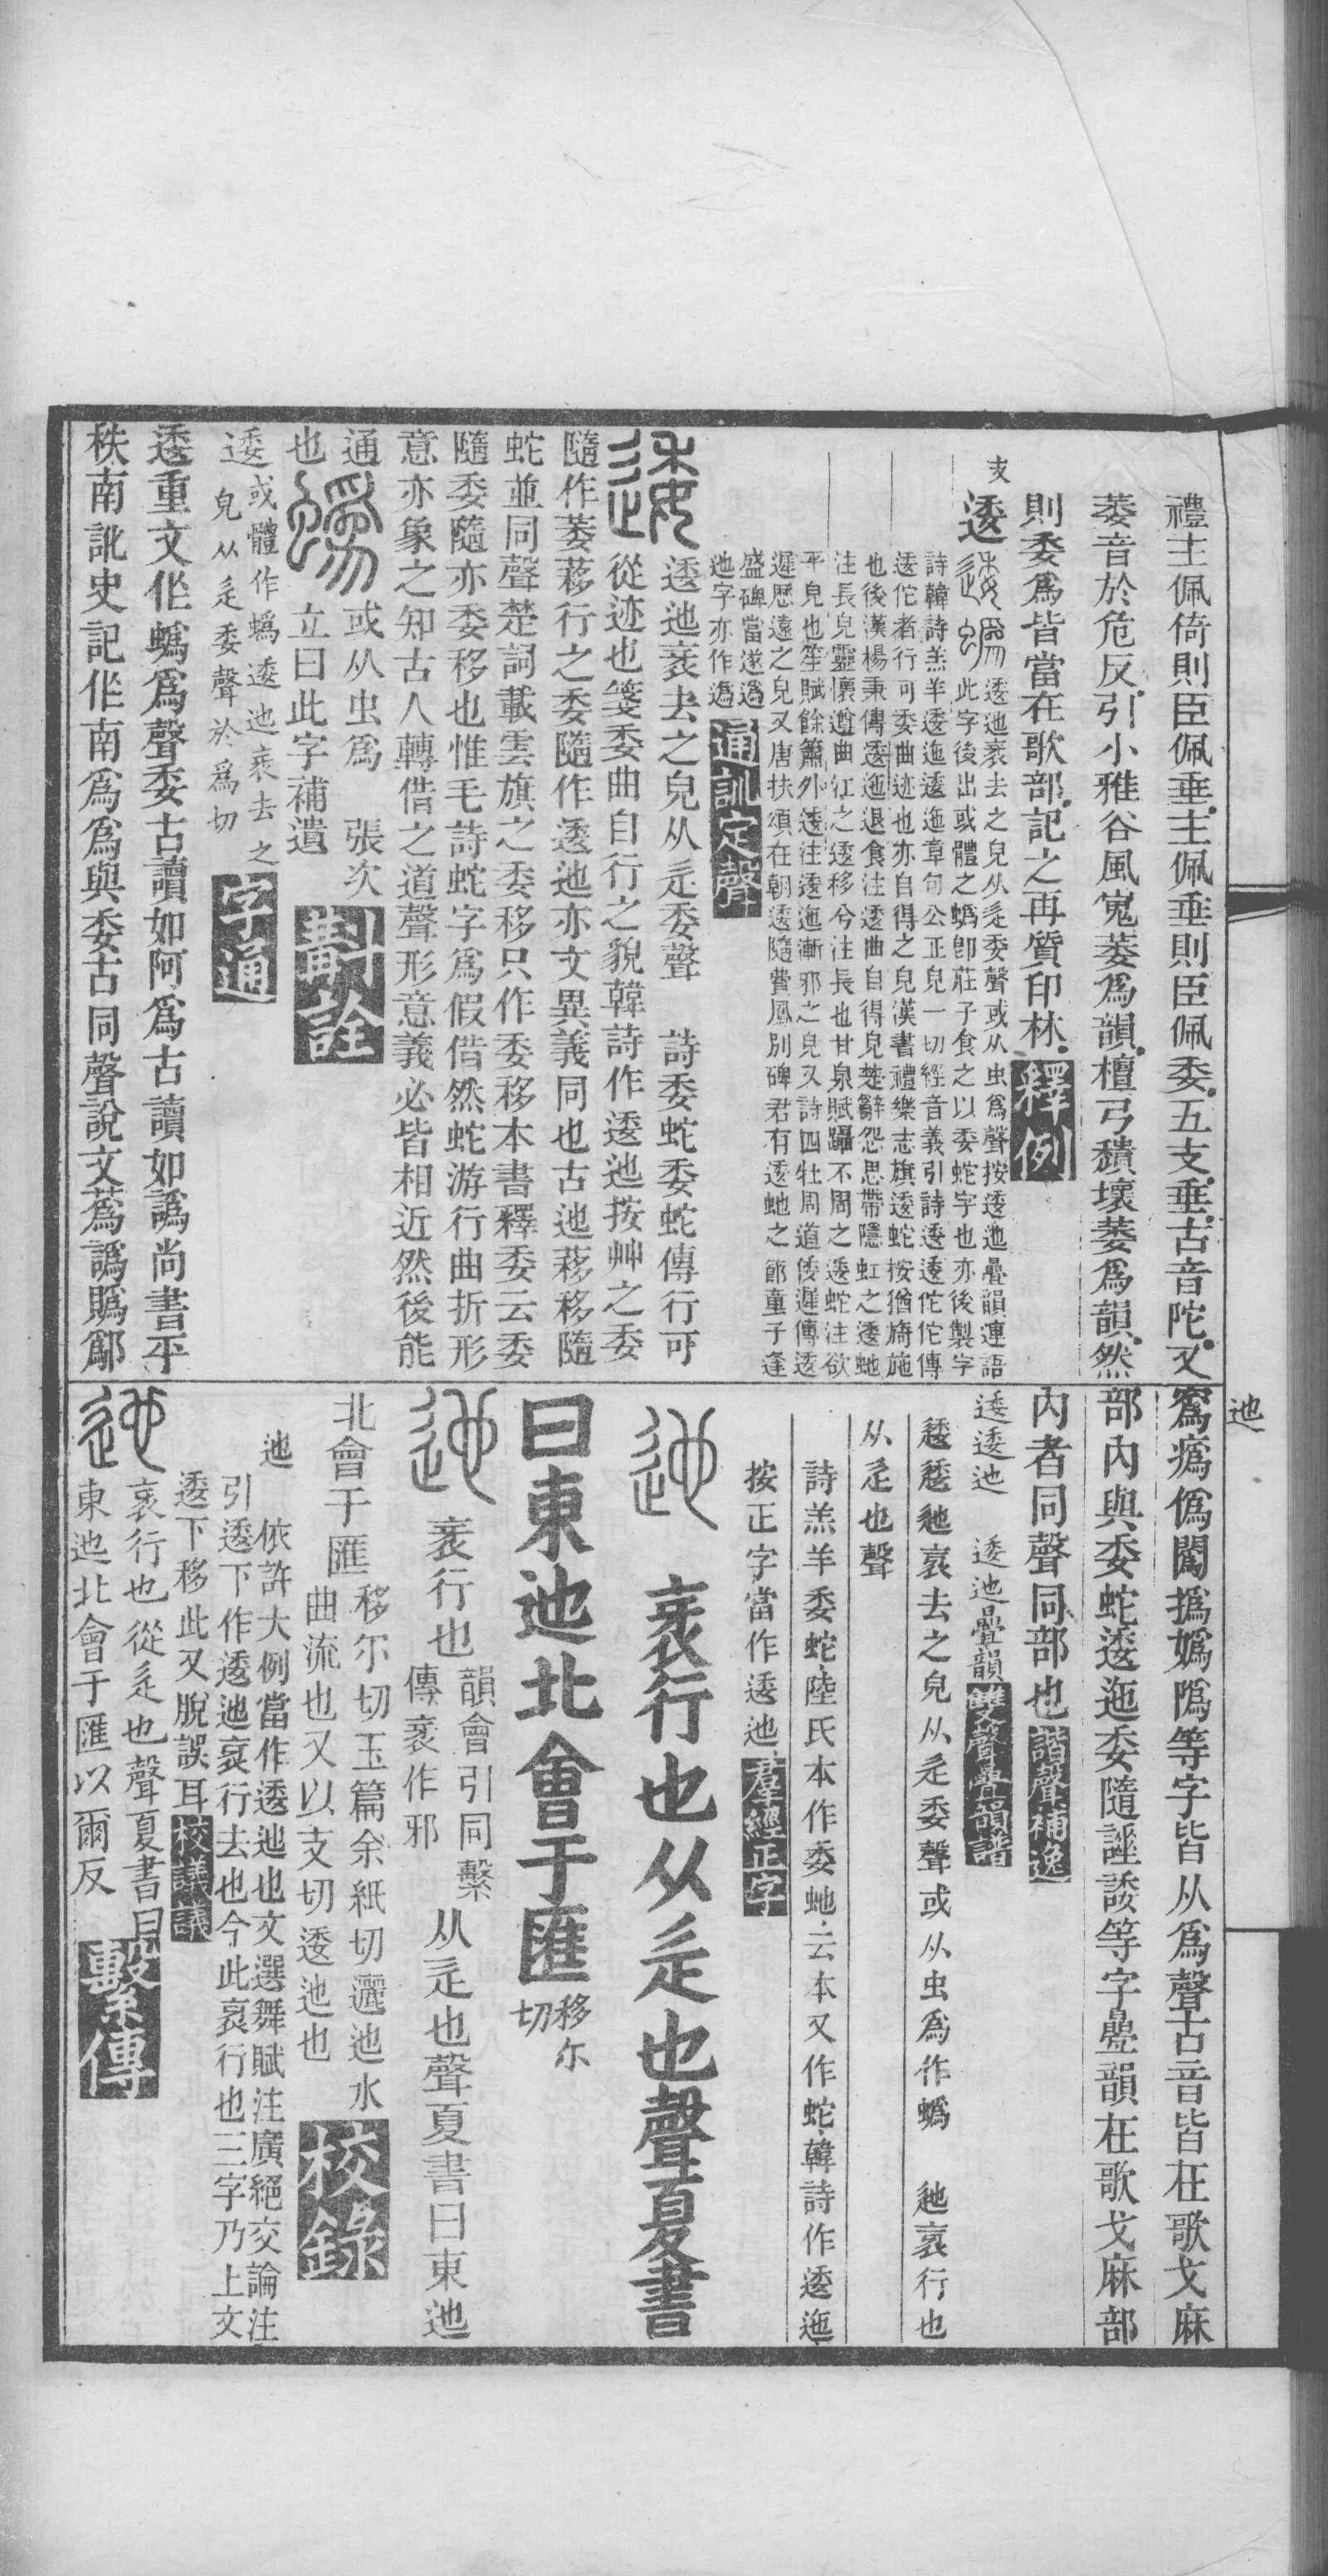 禮主佩倚則臣佩垂主佩垂則臣佩委五支垂古音陀又
萎音於危反引小雅谷風嵬萎爲韻檀弓穨壞萎爲韻然
則委爲皆當在歌部記之再質印林釋例
支
逶 逶迆衺去之皃从辵委聲或从虫爲聲按逶迆疊韻連語
此字後出或體之蟡卽莊子食之以委蛇字也亦後製字
詩韓詩羔羊逶迤逶迤章句公正皃一切經音義引詩逶逶佗佗傳
逶佗者行可委曲迹也亦自得之皃漢書禮樂志旗逶蛇按猶旖施
也後漢楊秉傳逶迤退食注逶曲自得皃楚辭怨思帶隱虹之逶虵
注長皃靈懷遵曲江之逶移兮注長也甘泉賦躡不周之逶蛇注欲
平皃也笙賦餘簫外逶注逶迤漸邪之皃又詩四牡周道倭遲傳逶
遲歷遠之皃又唐扶頌在朝逶隨費鳳別碑君有逶虵之節童子逢
盛碑當遂逶
迆字亦作䔺通訓定聲
逶迆衺去之皃从辵委聲 詩委蛇委蛇傳行可
從迹也箋委曲自行之貌韓詩作逶迆按艸之委
隨作萎蓩行之委隨作逶迆亦文異義同也古迆蓩移隨
蛇並同聲楚詞載雲旗之委移只作委移本書釋委云委
隨委隨亦委移也惟毛詩蛇字爲假借然蛇游行曲折形
意亦象之知古人轉借之道聲形意義必皆相近然後能
通 或从虫爲 張次
也 立曰此字補遺斠詮
逶或體作蟡逶迆衺去之
皃从辵委聲於爲切字通
逶重文作蟡爲聲委古讀如阿爲古讀如譌尚書平
秩南訛史記作南爲爲與委古同聲說文蔿譌䞈鄬
迆
寪癘僞闖撝嬀隝等字皆从爲聲古音皆在歌戈麻
部內與委蛇逶迤委隨諈諉等字疊韻在歌戈麻部
內者同聲同部也諧聲補逸
逶逶迆 逶迆疊韻雙聲疊韻譜
逶逶迆衺去之皃从辵委聲或从虫爲作蟡 迆衺行也
从辵也聲
詩羔羊委蛇陸氏本作委虵云本又作蛇韓詩作逶迤
按正字當作逶迆羣經正字
衺行也从辵也聲夏書
曰東迆北會于匯移尔切
衺行也韻會引同繫傳衺作邪从辵也聲夏書曰東迆
北會于匯移尔切玉篇余紙切邐迆水曲流也又以支切逶迆也校錄
迆 依許大例當作逶迆也文選舞賦注廣絕交論注
引逶下作逶迆衺行去也今此衺行也三字乃上文
逶下移此又脫誤耳校議議
衺行也從辵也聲夏書曰
東迆北會于匯以爾反繫傳